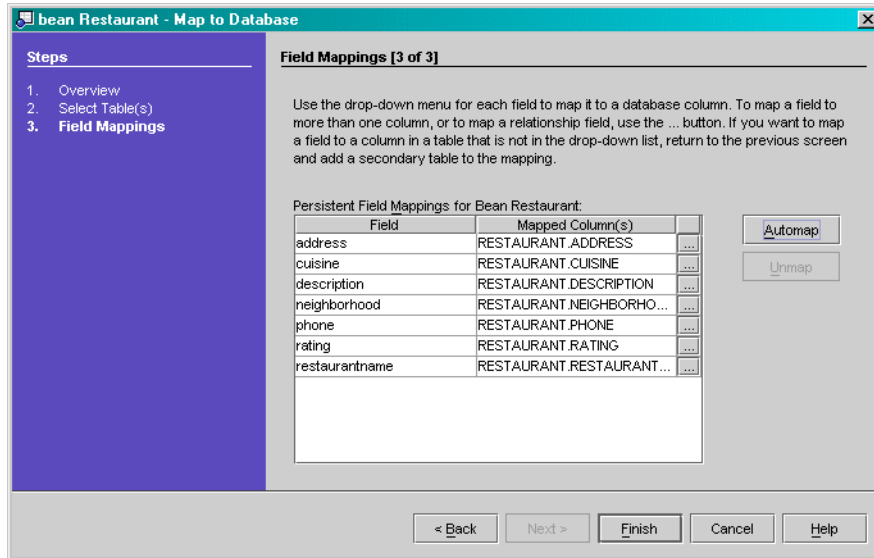 bean Restaurant - Map to Database
Steps
1. Overview
2. Select Table(s)
3. Field Mappings
Field Mappings [3 of 3]
Use the drop-down menu for each field to map it to a database column. To map a field to
more than one column, or to map a relationship field, use the ... button. If you want to map
a field to a column in a table that is not in the drop-down list, return to the previous screen
and add a secondary table to the mapping.
Persistent Field Mappings for Bean Restaurant:
Field Mapped Column(s)
address RESTAURANT.ADDRESS ...
cuisine RESTAURANT.CUISINE ...
description RESTAURANT.DESCRIPTION ...
neighborhood RESTAURANT.NEIGHBORHO... ...
phone RESTAURANT.PHONE ...
rating RESTAURANT.RATING ...
restaurantname RESTAURANT.RESTAURANT... ...
Automap
Unmap
< Back Next > Finish Cancel Help